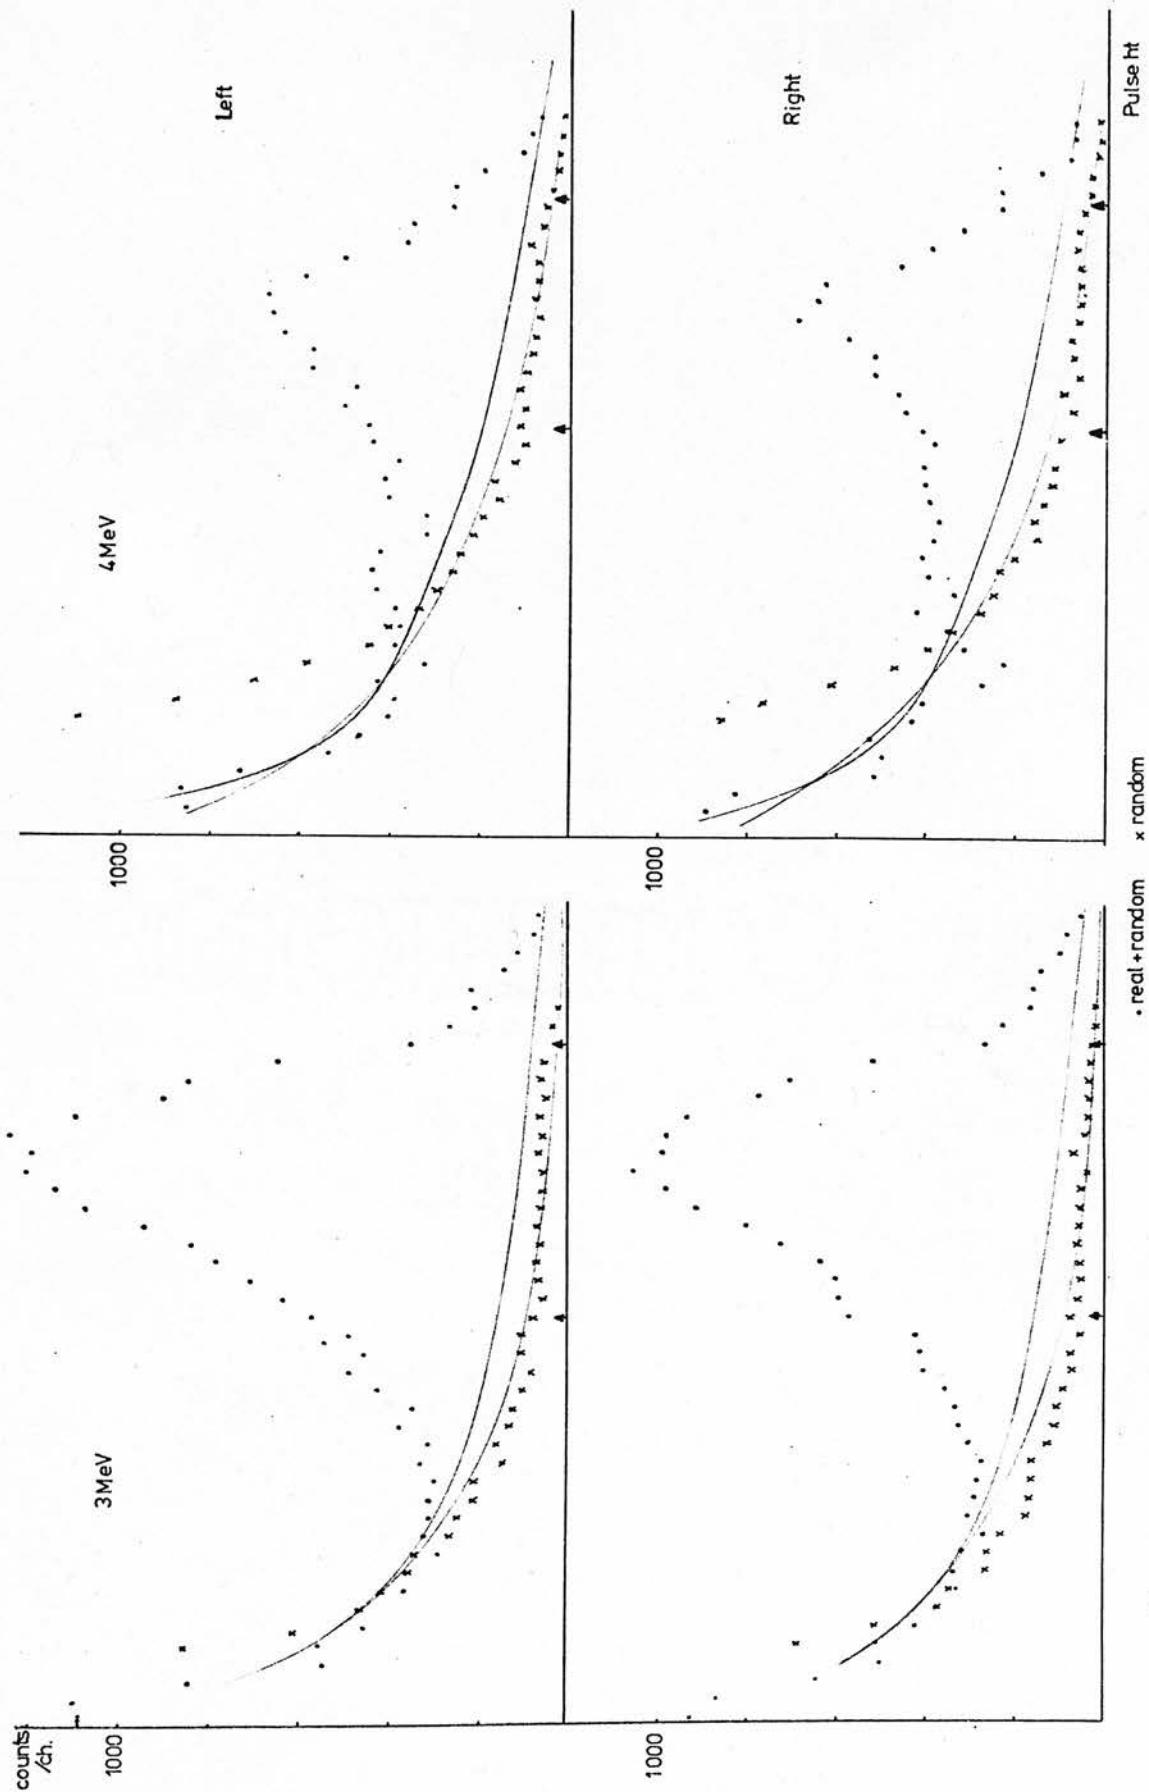 counts
/ch.
3MeV
4MeV
Left
1000
1000
Right
1000
1000
• real + random
× random
Pulse ht